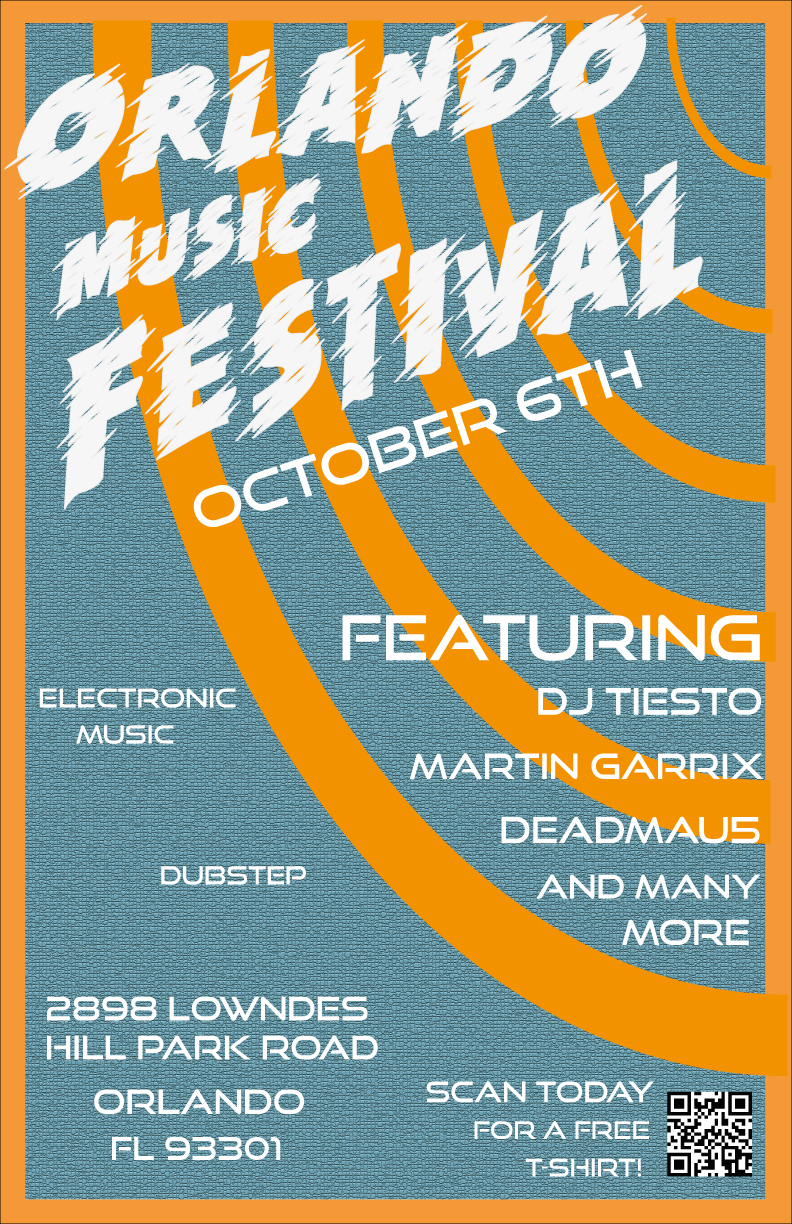 ORLANDO
MUSIC
FESTIVAL
OCTOBER 6TH
FEATURING
DJ TIESTO
MARTIN GARRIX
DEADMAU5
AND MANY
MORE
ELECTRONIC
MUSIC
DUBSTEP
2898 LOWNDES
HILL PARK ROAD
ORLANDO
FL 93301
SCAN TODAY
FOR A FREE
T-SHIRT!